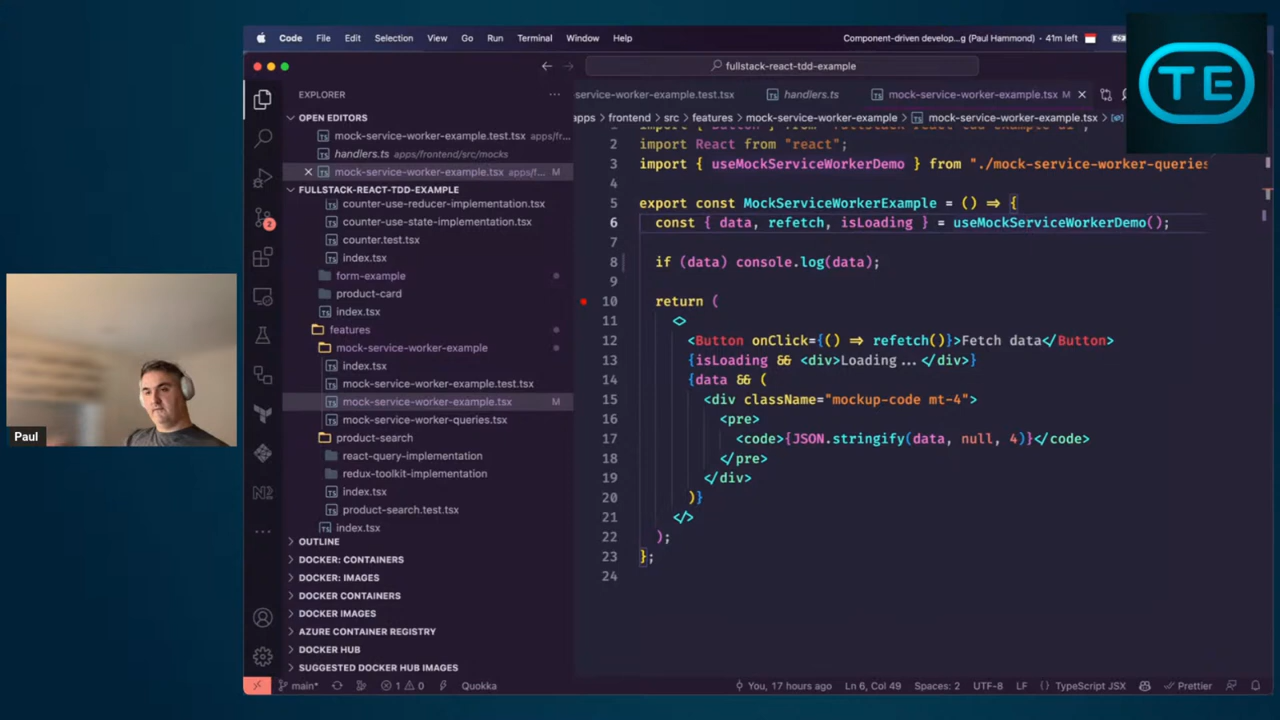 Code File Edit Selection View Go Run Terminal Window Help
Component-driven develop...g (Paul Hammond) · 41m left
TE
fullstack-react-tdd-example
EXPLORER
service-worker-example.test.tsx
handlers.ts
mock-service-worker-example.tsx M
apps > frontend > src > features > mock-service-worker-example > mock-service-worker-example.tsx >
OPEN EDITORS
mock-service-worker-example.test.tsx apps/fr...
handlers.ts apps/frontend/src/mocks
mock-service-worker-example.tsx apps/f... M
FULLSTACK-REACT-TDD-EXAMPLE
counter-use-reducer-implementation.tsx
counter-use-state-implementation.tsx
counter.test.tsx
index.tsx
form-example
product-card
index.tsx
features
mock-service-worker-example
index.tsx
mock-service-worker-example.test.tsx
mock-service-worker-example.tsx M
mock-service-worker-queries.tsx
product-search
react-query-implementation
redux-toolkit-implementation
index.tsx
product-search.test.tsx
index.tsx
OUTLINE
DOCKER: CONTAINERS
DOCKER: IMAGES
DOCKER CONTAINERS
DOCKER IMAGES
AZURE CONTAINER REGISTRY
DOCKER HUB
SUGGESTED DOCKER HUB IMAGES
2
2 import React from "react";
3 import { useMockServiceWorkerDemo } from "./mock-service-worker-queries
4
5 export const MockServiceWorkerExample = () => {
6 const { data, refetch, isLoading } = useMockServiceWorkerDemo();
7
8 if (data) console.log(data);
9
10 return (
11 <>
12 <Button onClick={() => refetch()}>Fetch data</Button>
13 {isLoading && <div>Loading...</div>}
14 {data && (
15 <div className="mockup-code mt-4">
16 <pre>
17 <code>{JSON.stringify(data, null, 4)}</code>
18 </pre>
19 </div>
20 )}
21 </>
22 );
23 };
24
Paul
main* 1 0 Quokka
You, 17 hours ago Ln 6, Col 49 Spaces: 2 UTF-8 LF {} TypeScript JSX Prettier